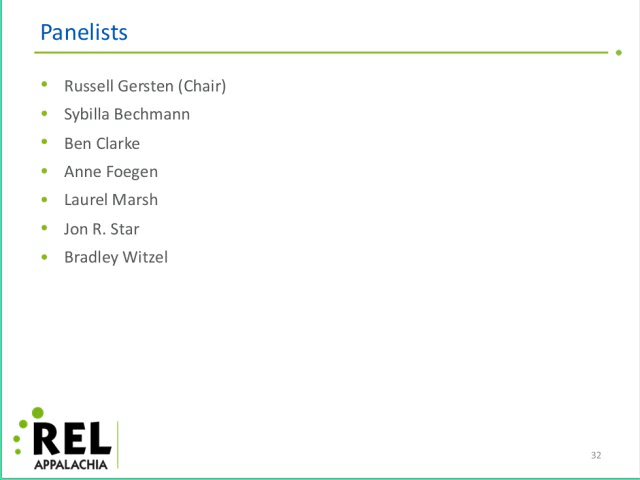 Panelists
• Russell Gersten (Chair)
• Sybilla Bechmann
• Ben Clarke
• Anne Foegen
• Laurel Marsh
• Jon R. Star
• Bradley Witzel
REL
APPALACHIA
32